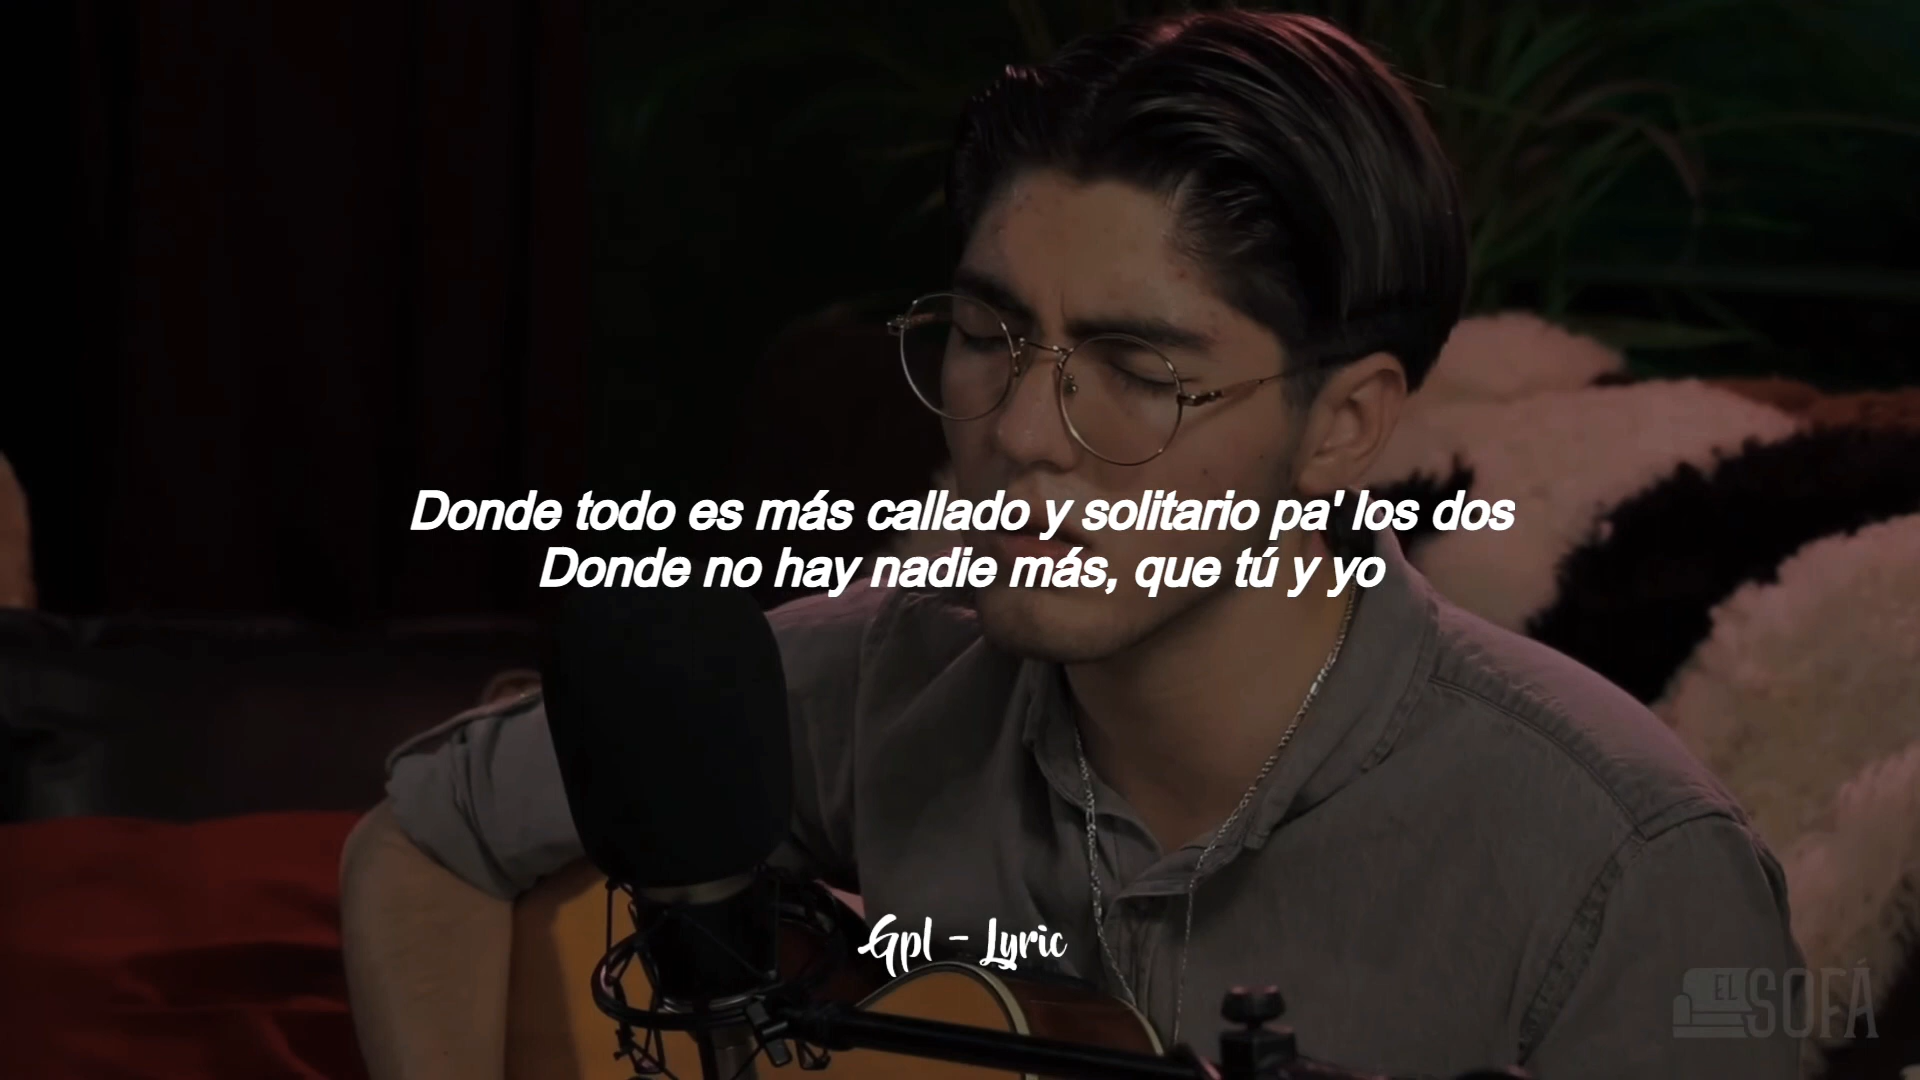 Donde todo es más callado y solitario pa' los dos
Donde no hay nadie más, que tú y yo
Gpl - Lyric
EL SOFÁ